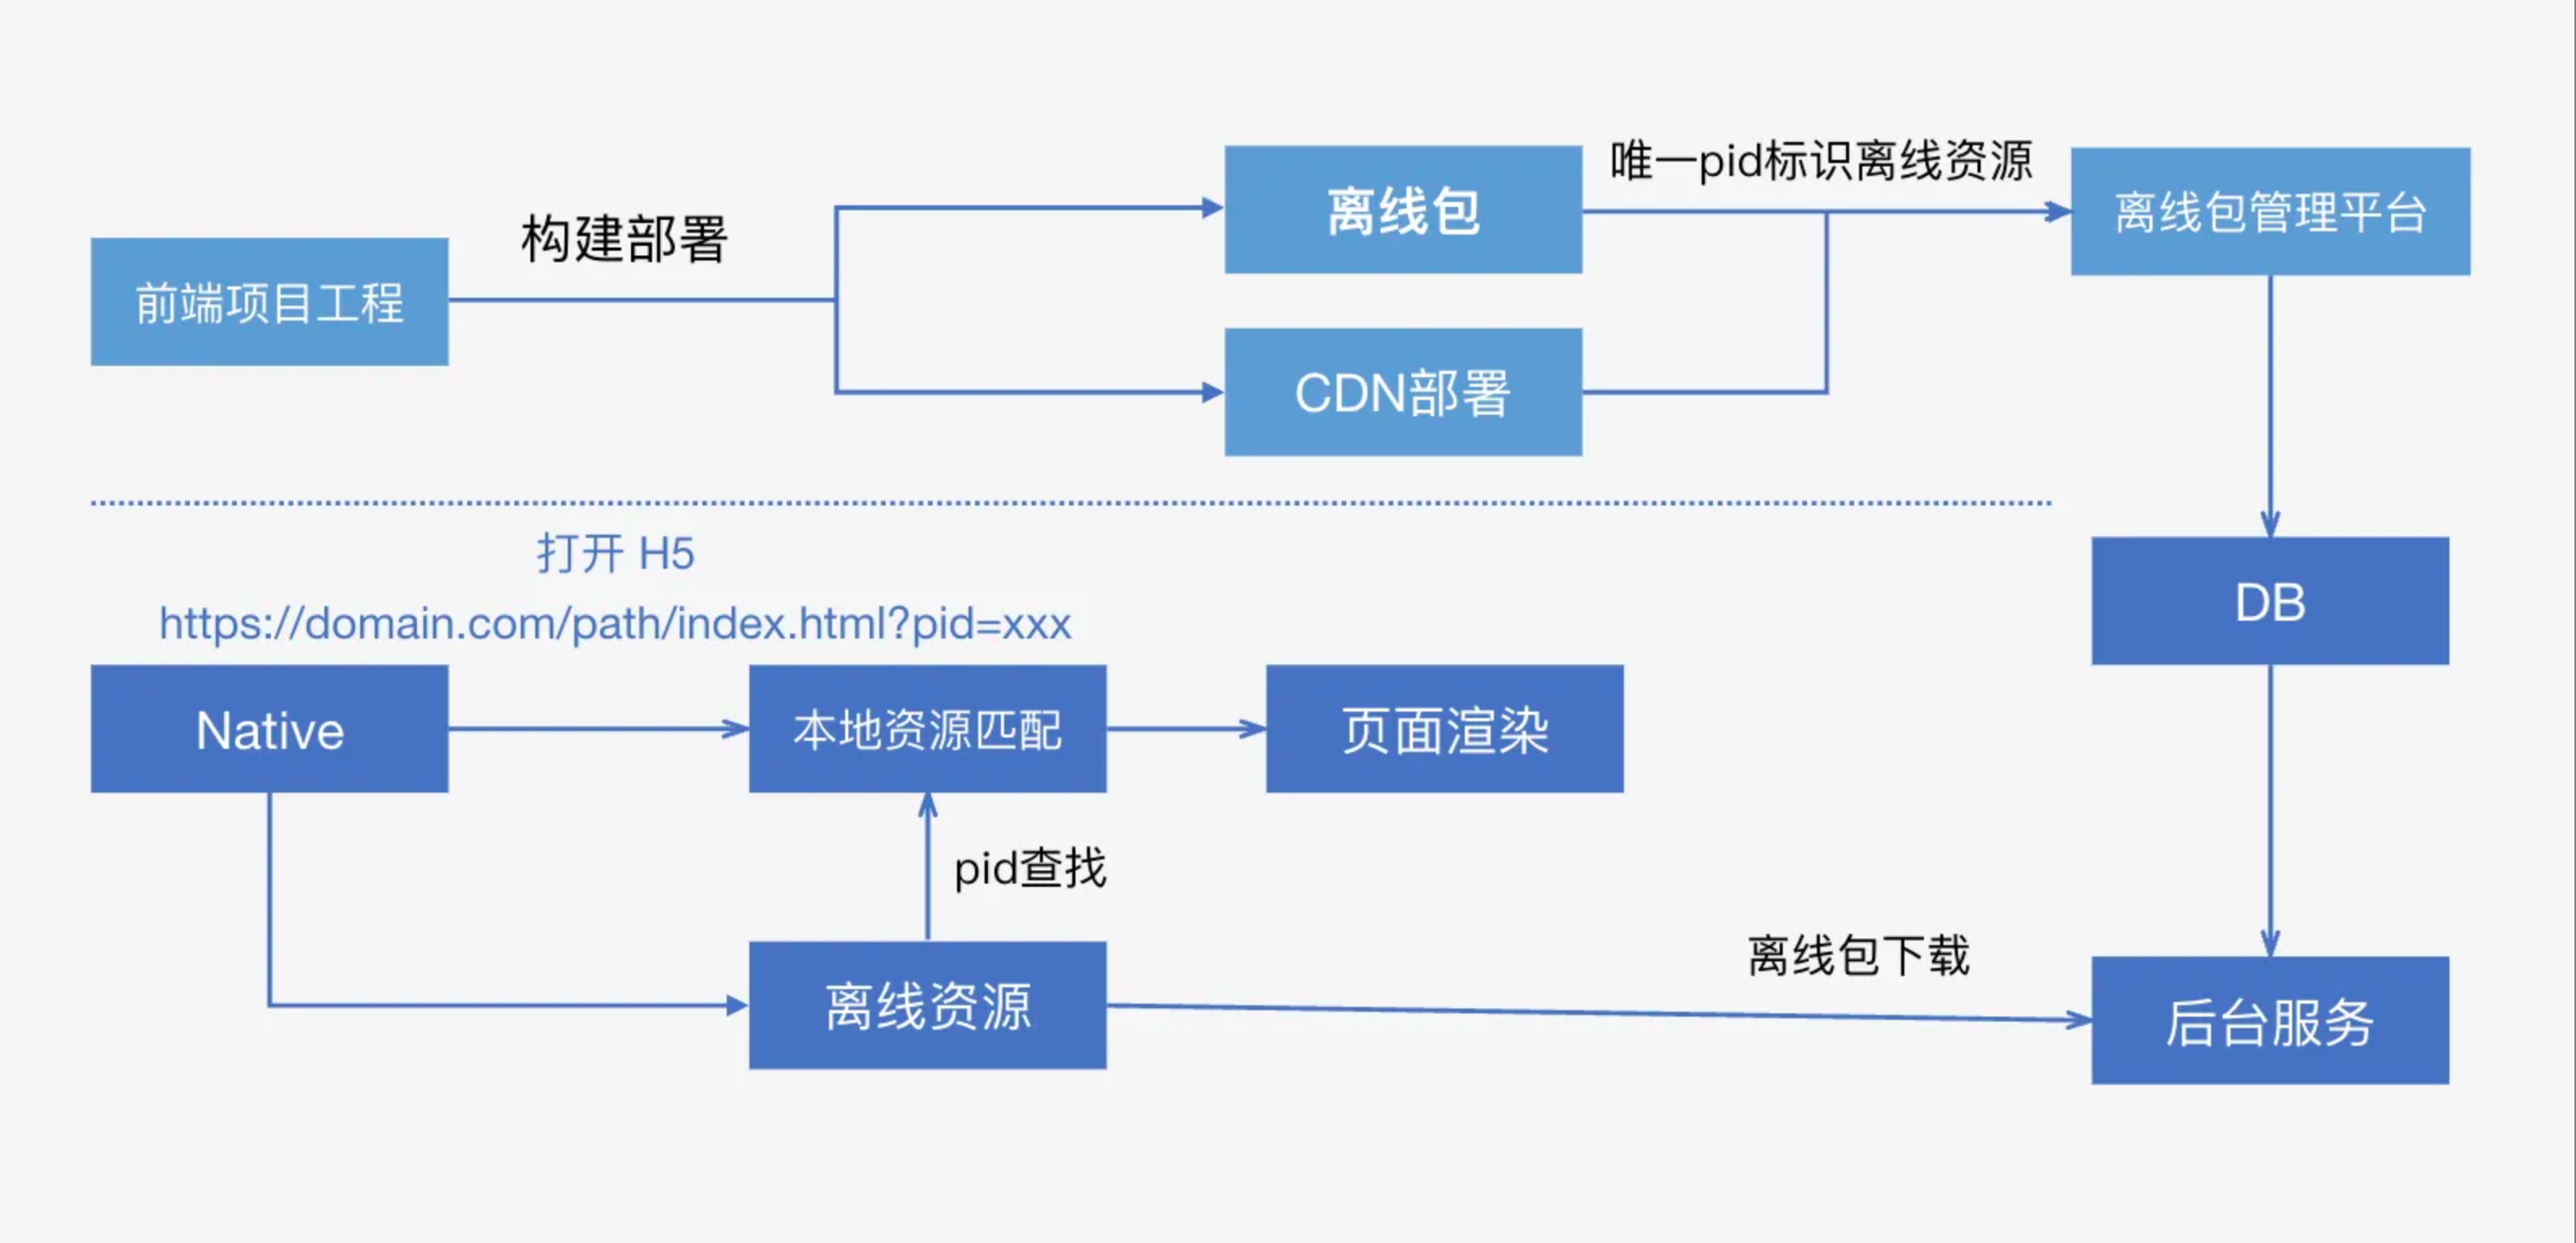 前端项目工程
构建部署
离线包
CDN部署
唯一pid标识离线资源
离线包管理平台
打开 H5
https://domain.com/path/index.html?pid=xxx
DB
Native
本地资源匹配
页面渲染
pid查找
离线资源
离线包下载
后台服务